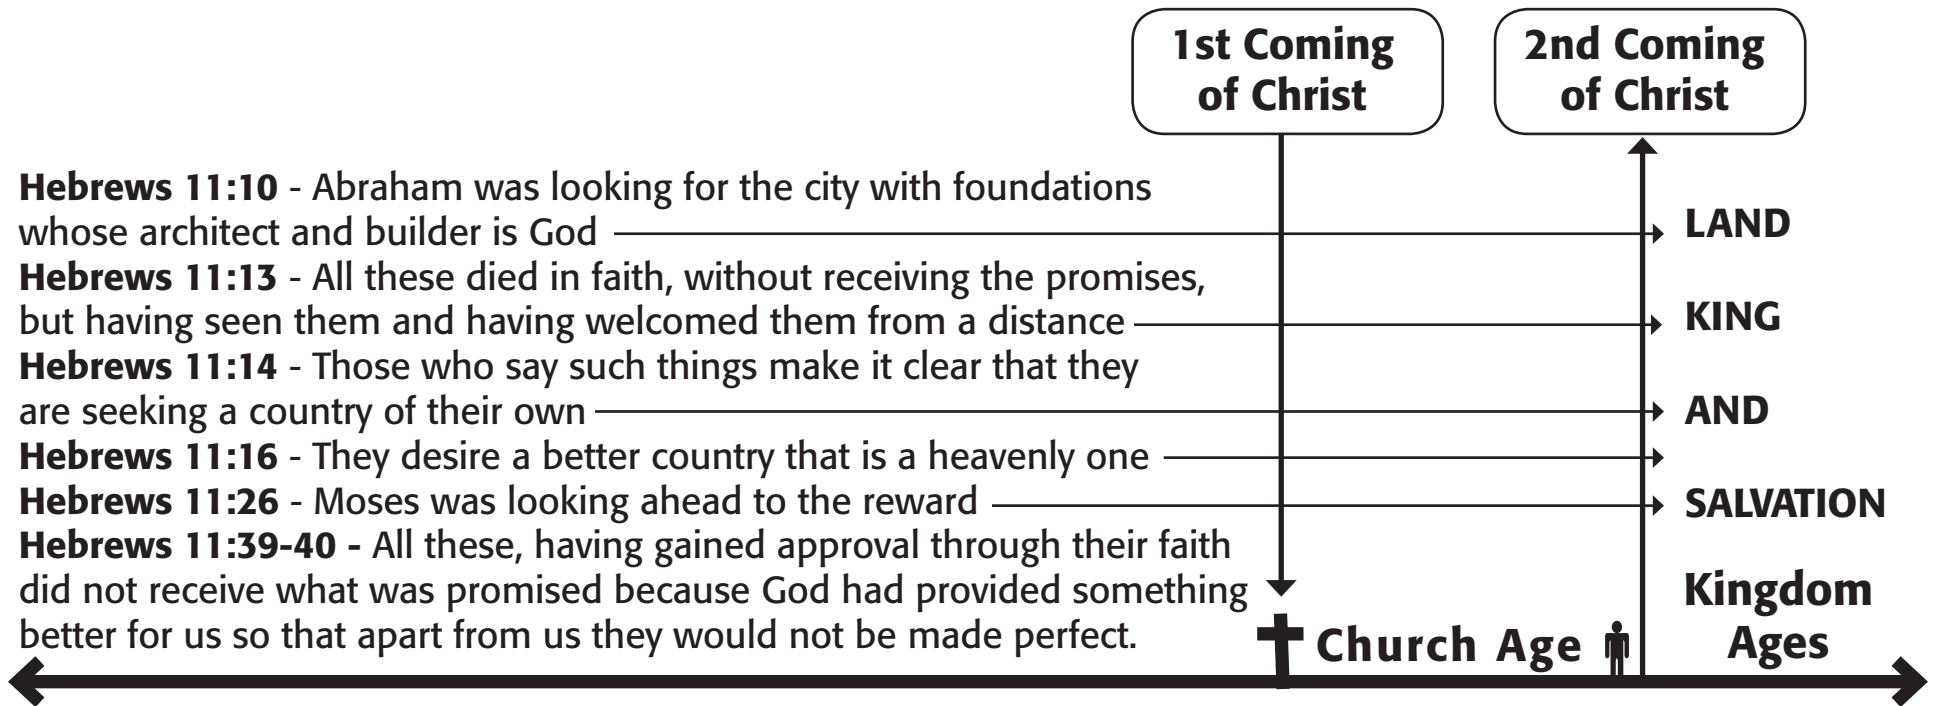 1st Coming
of Christ
2nd Coming
of Christ
Hebrews 11:10 - Abraham was looking for the city with foundations
whose architect and builder is God
LAND
Hebrews 11:13 - All these died in faith, without receiving the promises,
but having seen them and having welcomed them from a distance
KING
Hebrews 11:14 - Those who say such things make it clear that they
are seeking a country of their own
AND
Hebrews 11:16 - They desire a better country that is a heavenly one
Hebrews 11:26 - Moses was looking ahead to the reward
SALVATION
Hebrews 11:39-40 - All these, having gained approval through their faith
did not receive what was promised because God had provided something
better for us so that apart from us they would not be made perfect.
Church Age
Kingdom
Ages